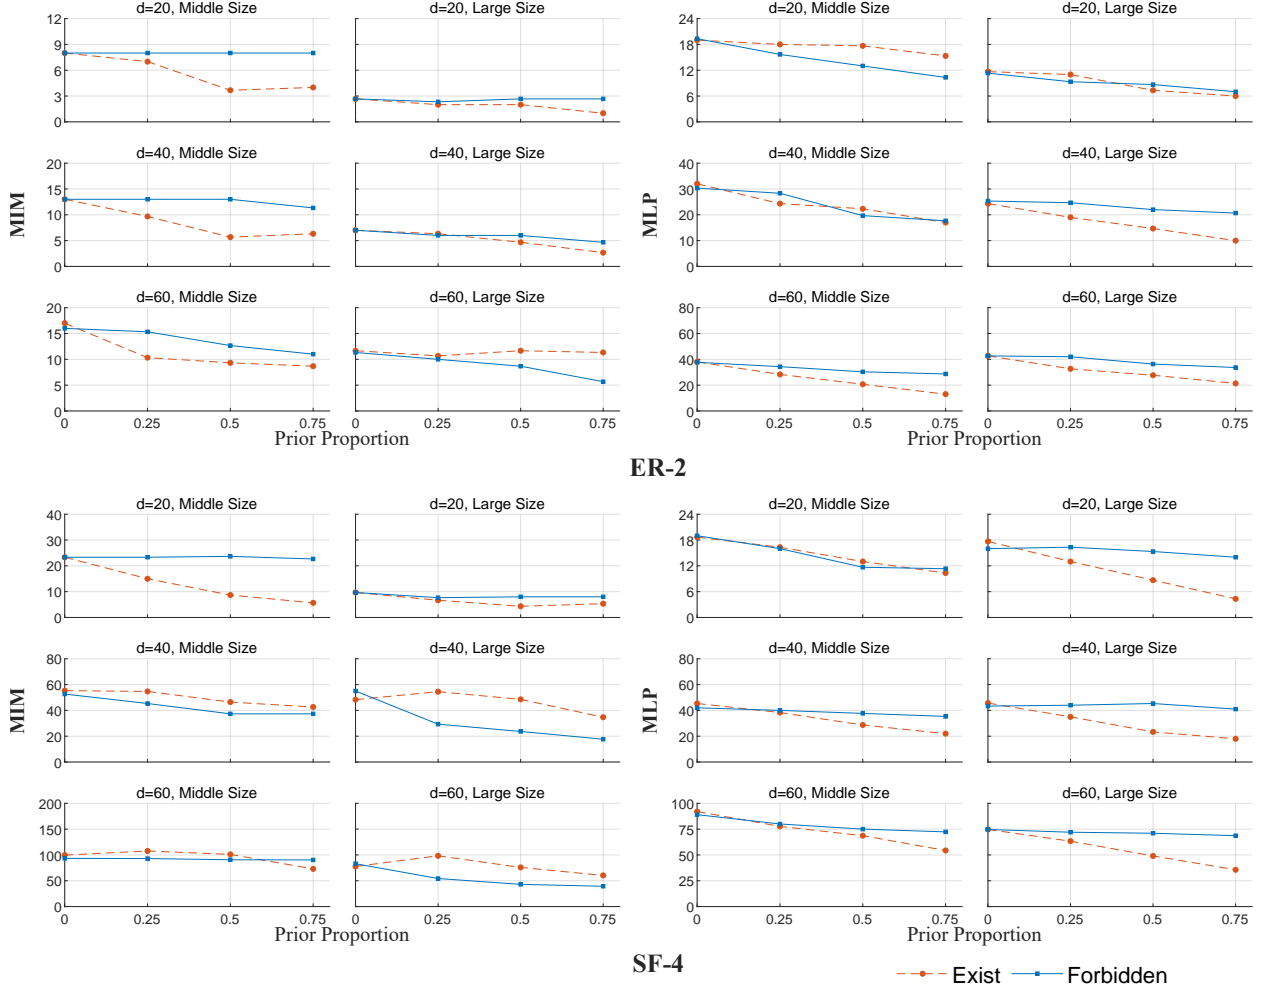 d=20, Middle Size
d=20, Large Size
d=20, Middle Size
d=20, Large Size
12
9
6
3
0
24
18
12
6
0
d=40, Middle Size
d=40, Large Size
d=40, Middle Size
d=40, Large Size
MIM
20
15
10
5
0
MLP
40
30
20
10
0
d=60, Middle Size
d=60, Large Size
d=60, Middle Size
d=60, Large Size
20
15
10
5
0
80
60
40
20
0
0 0.25 0.5 0.75
0 0.25 0.5 0.75
0 0.25 0.5 0.75
0 0.25 0.5 0.75
Prior Proportion
Prior Proportion
ER-2
d=20, Middle Size
d=20, Large Size
d=20, Middle Size
d=20, Large Size
40
30
20
10
0
24
18
12
6
0
d=40, Middle Size
d=40, Large Size
d=40, Middle Size
d=40, Large Size
MIM
80
60
40
20
0
MLP
80
60
40
20
0
d=60, Middle Size
d=60, Large Size
d=60, Middle Size
d=60, Large Size
200
150
100
50
0
100
75
50
25
0
0 0.25 0.5 0.75
0 0.25 0.5 0.75
0 0.25 0.5 0.75
0 0.25 0.5 0.75
Prior Proportion
Prior Proportion
SF-4
Exist
Forbidden